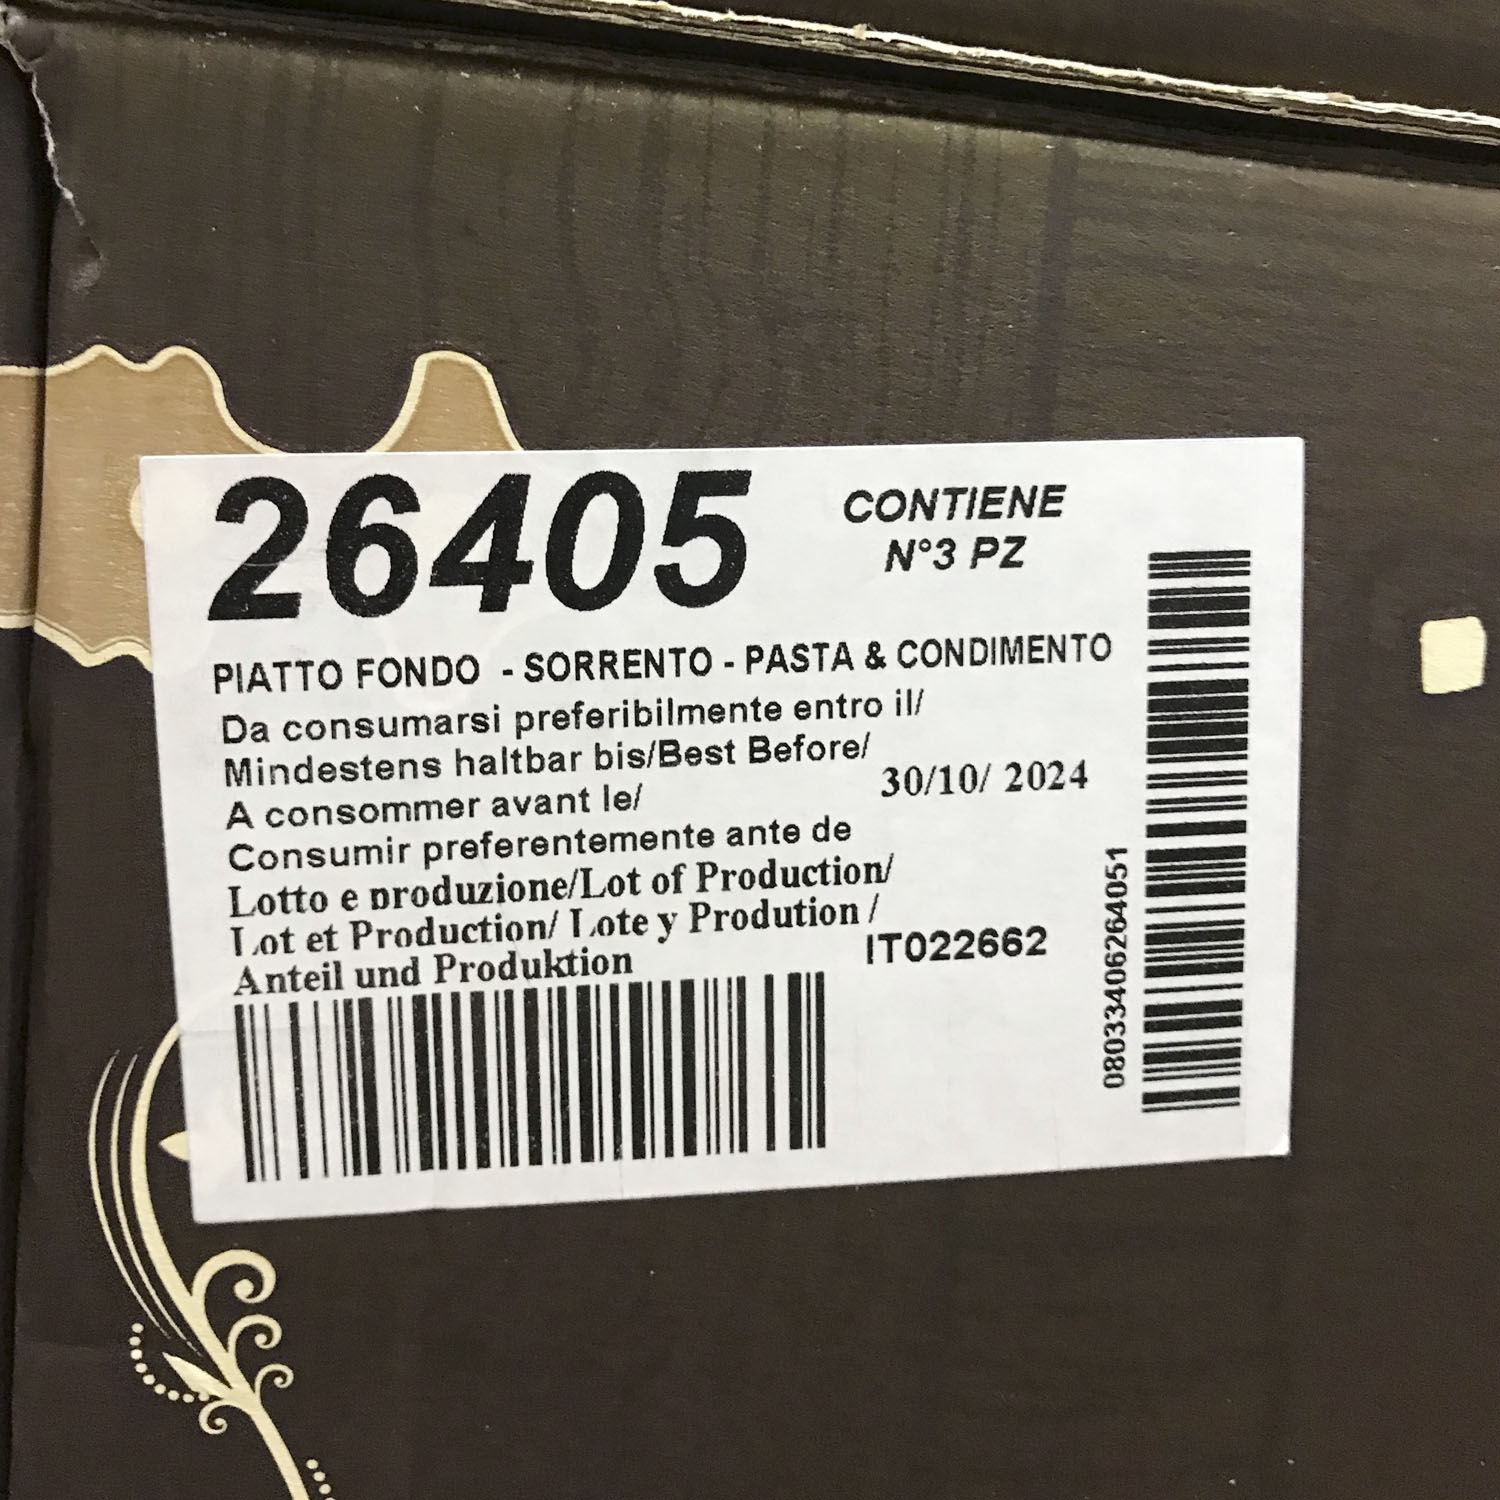 26405
CONTIENE
N°3 PZ
PIATTO FONDO - SORRENTO - PASTA & CONDIMENTO
Da consumarsi preferibilmente entro il/
Mindestens haltbar bis/Best Before/
A consommer avant le/
30/10/ 2024
Consumir preferentemente ante de
Lotto e produzione/Lot of Production/
Lot et Production/ Lote y Prodution /
Anteil und Produktion
IT022662
08033406264051